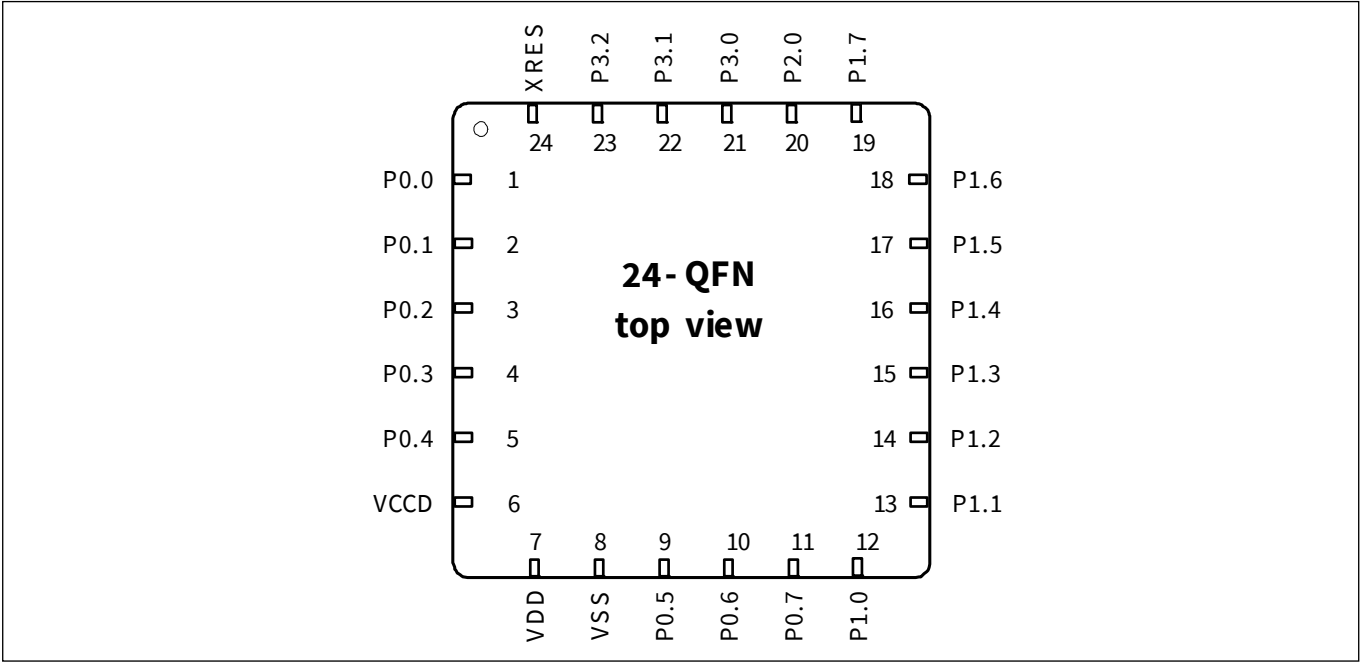 XRES P3.2 P3.1 P3.0 P2.0 P1.7
24 23 22 21 20 19
P0.0 1 18 P1.6
P0.1 2 17 P1.5
P0.2 3 16 P1.4
P0.3 4 15 P1.3
P0.4 5 14 P1.2
VCCD 6 13 P1.1
24-QFN
top view
7 8 9 10 11 12
VDD VSS P0.5 P0.6 P0.7 P1.0